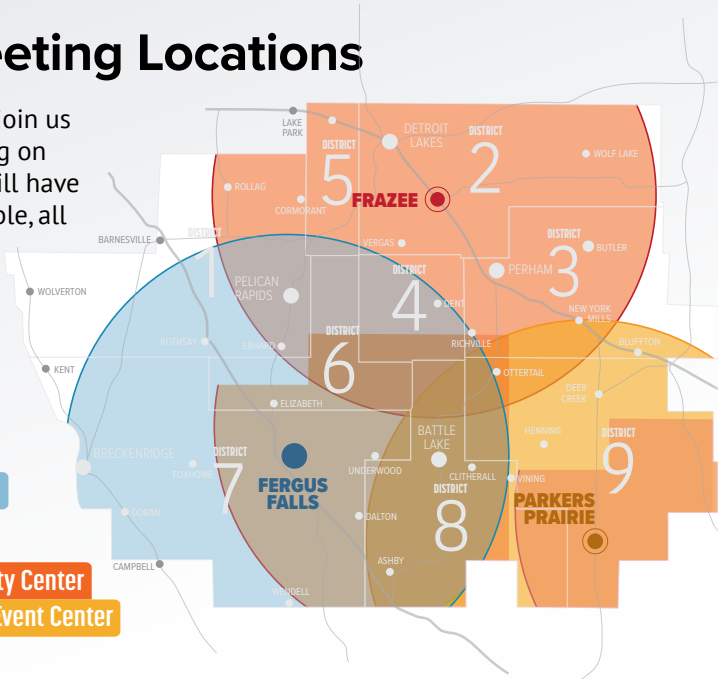 eeting Locations
oin us
g on
ill have
ple, all
LAKE
PARK
DETROIT
LAKES
DISTRICT
5
DISTRICT
2
WOLF LAKE
ROLLAG
CORMORANT
FRAZEE
BARNESVILLE
DISTRICT
1
VERGAS
DISTRICT
3
BUTLER
PELICAN
RAPIDS
DISTRICT
4
DENT
PERHAM
WOLVERTON
NEW YORK
MILLS
ROTHSAY
ERHARD
DISTRICT
6
RICHVILLE
BLUFFTON
KENT
OTTERTAIL
DEER
CREEK
ELIZABETH
BATTLE
LAKE
HENNING
DISTRICT
9
BRECKENRIDGE
FOXHOME
DISTRICT
7
FERGUS
FALLS
UNDERWOOD
CLITHERALL
VINING
DISTRICT
8
PARKERS
PRAIRIE
DORAN
DALTON
CAMPBELL
ASHBY
WENDELL
ty Center
Event Center